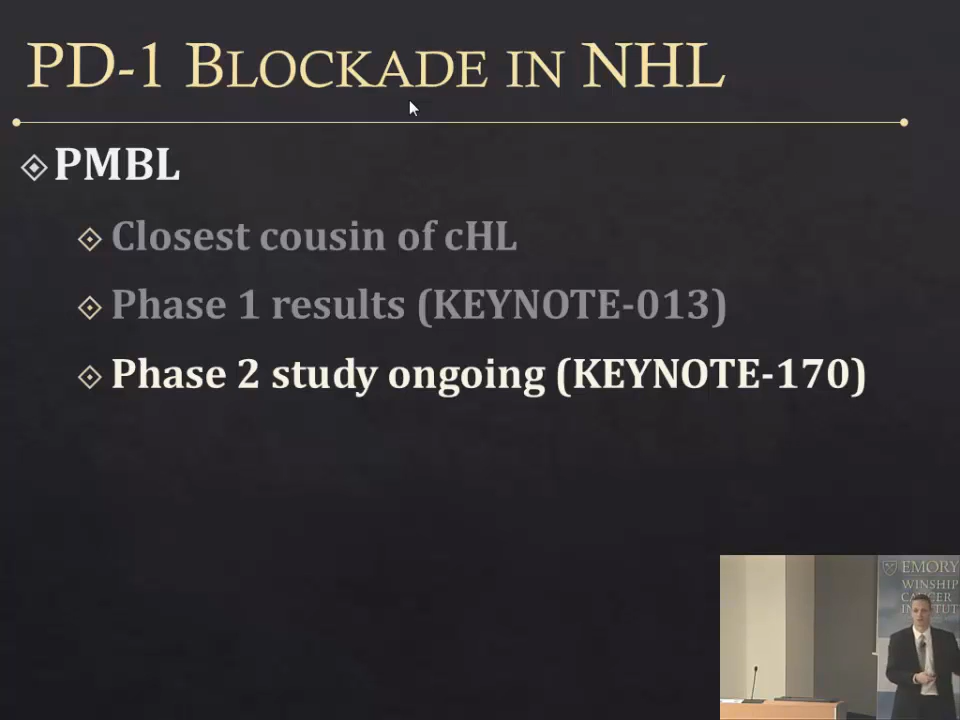 PD-1 BLOCKADE IN NHL
PMBL
Closest cousin of cHL
Phase 1 results (KEYNOTE-013)
Phase 2 study ongoing (KEYNOTE-170)
EMORY
WINSHIP
CANCER
INSTITUT